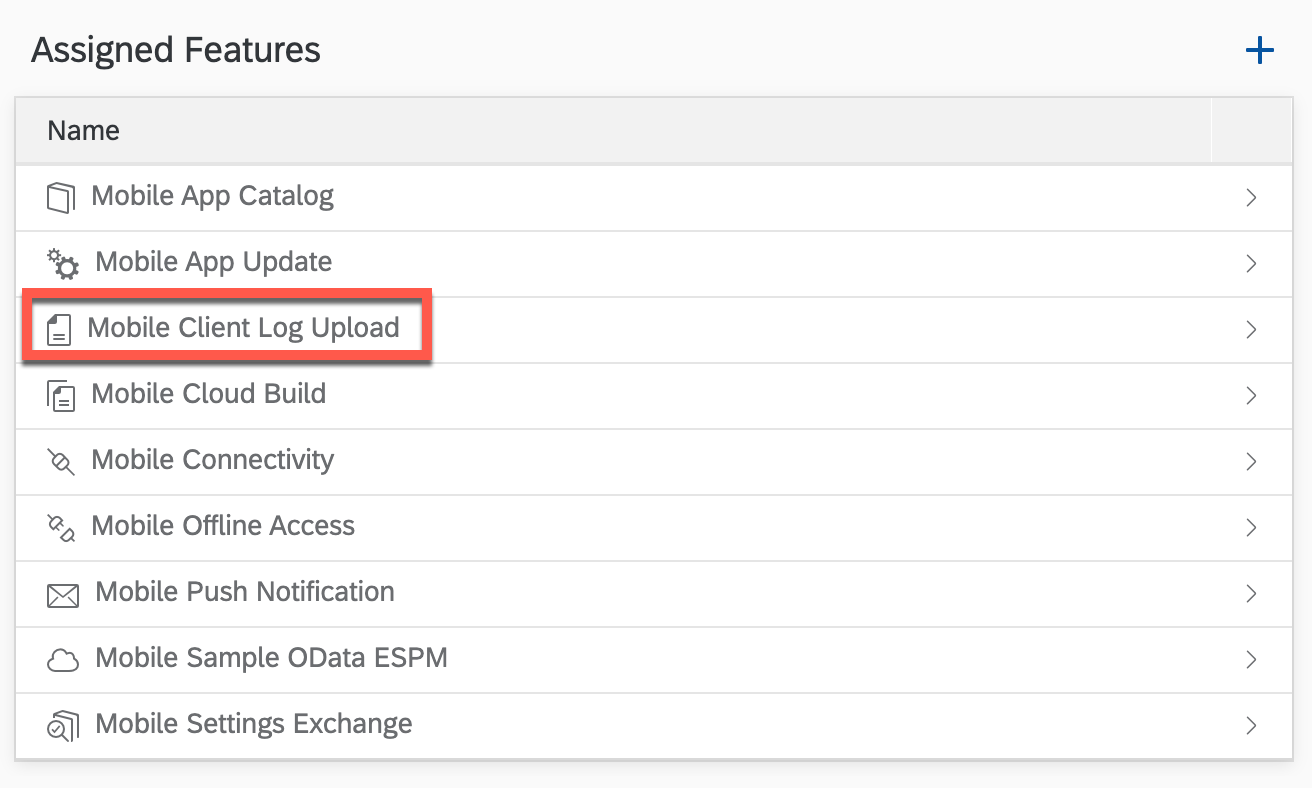 Assigned Features
Name
Mobile App Catalog
Mobile App Update
Mobile Client Log Upload
Mobile Cloud Build
Mobile Connectivity
Mobile Offline Access
Mobile Push Notification
Mobile Sample OData ESPM
Mobile Settings Exchange